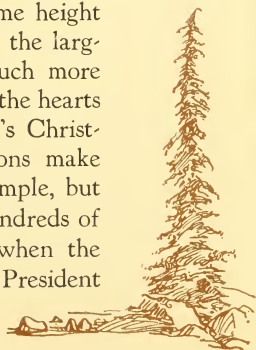 me height
the larg-
uch more
the hearts
's Christ-
ons make
mple, but
ndreds of
when the
President